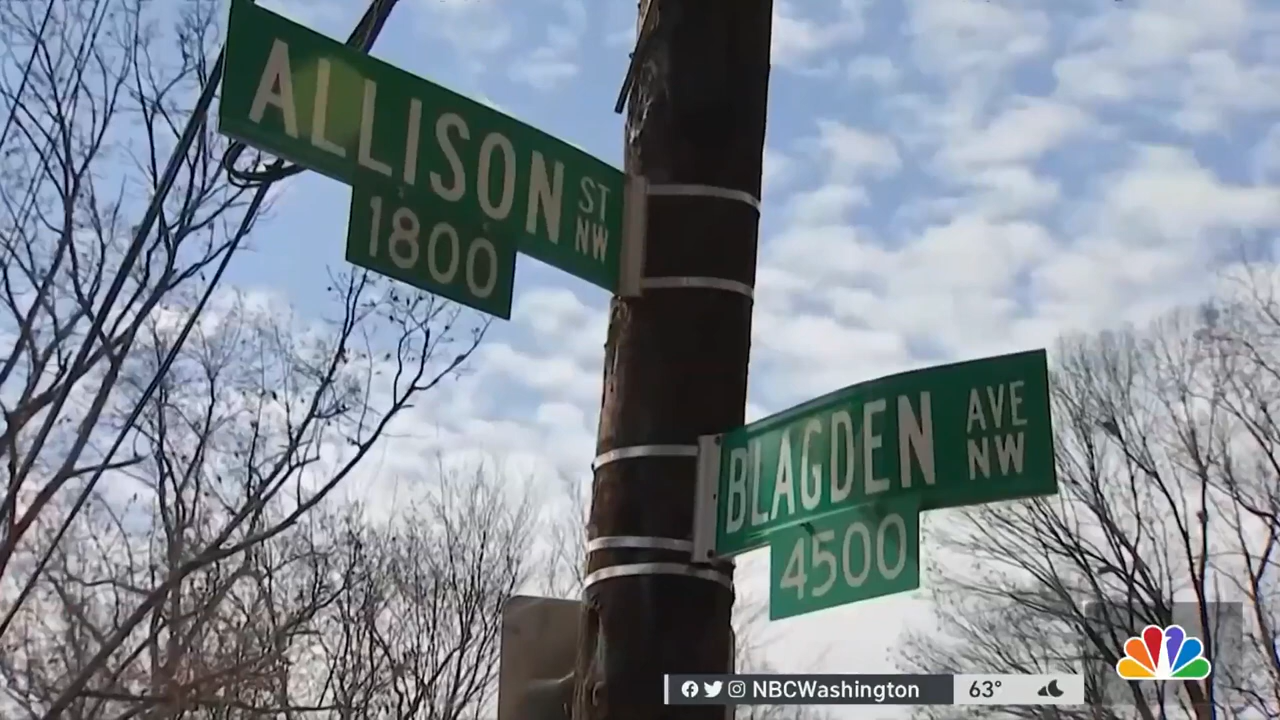 ALLISON ST NW
1800
BLAGDEN AVE NW
4500
NBCWashington 63°